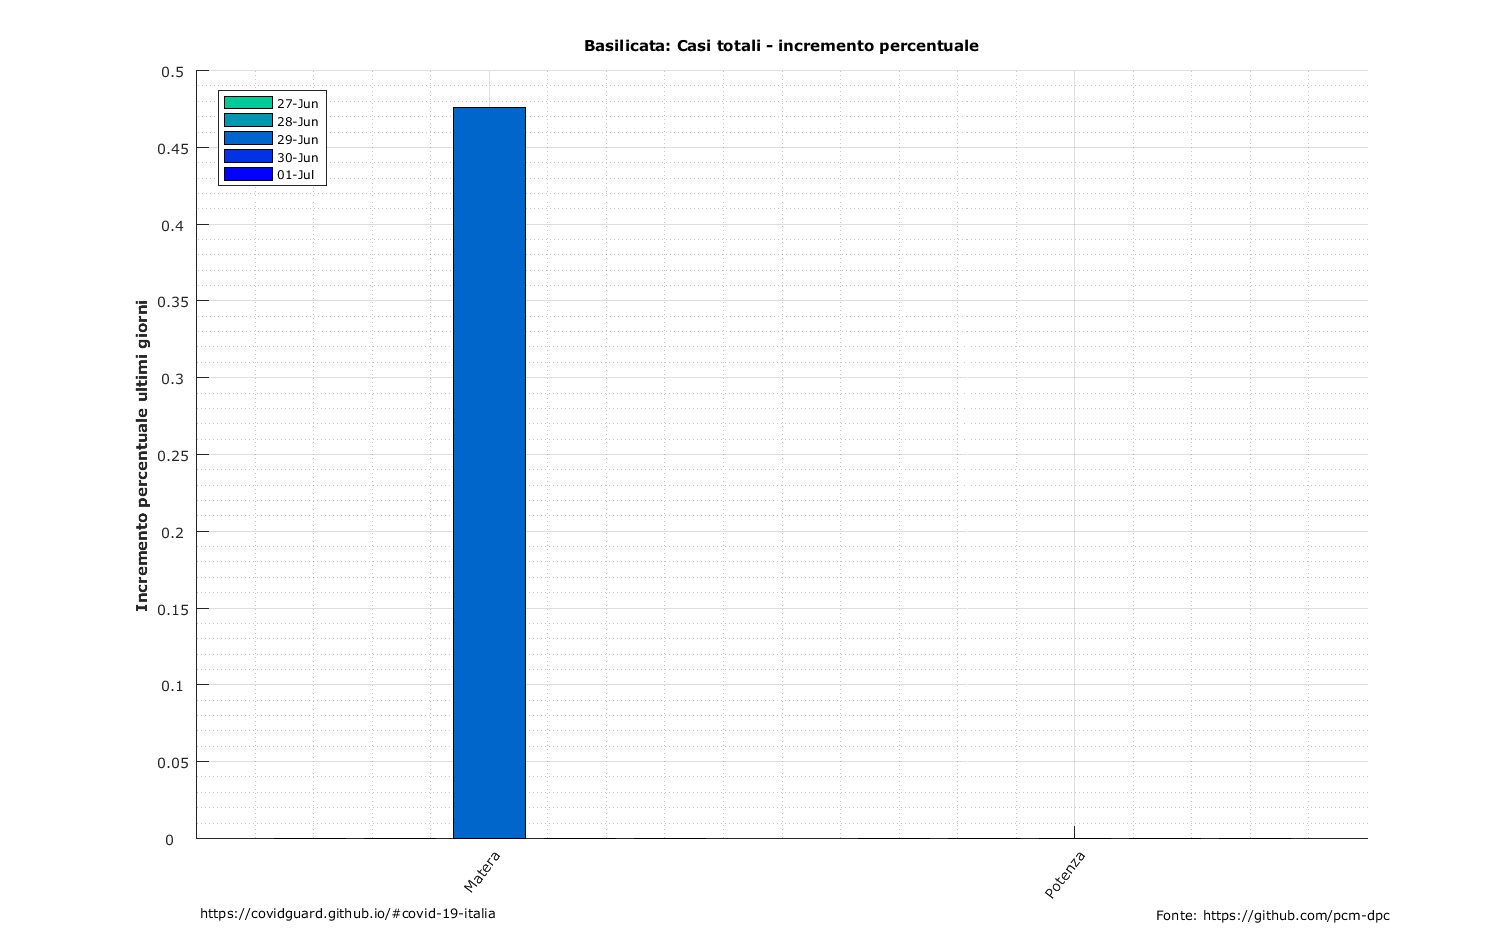 Basilicata: Casi totali - incremento percentuale
27-Jun
28-Jun
29-Jun
30-Jun
01-Jul
0.5
0.45
0.4
0.35
0.3
0.25
0.2
0.15
0.1
0.05
0
Incremento percentuale ultimi giorni
Matera
Potenza
https://covidguard.github.io/#covid-19-italia
Fonte: https://github.com/pcm-dpc